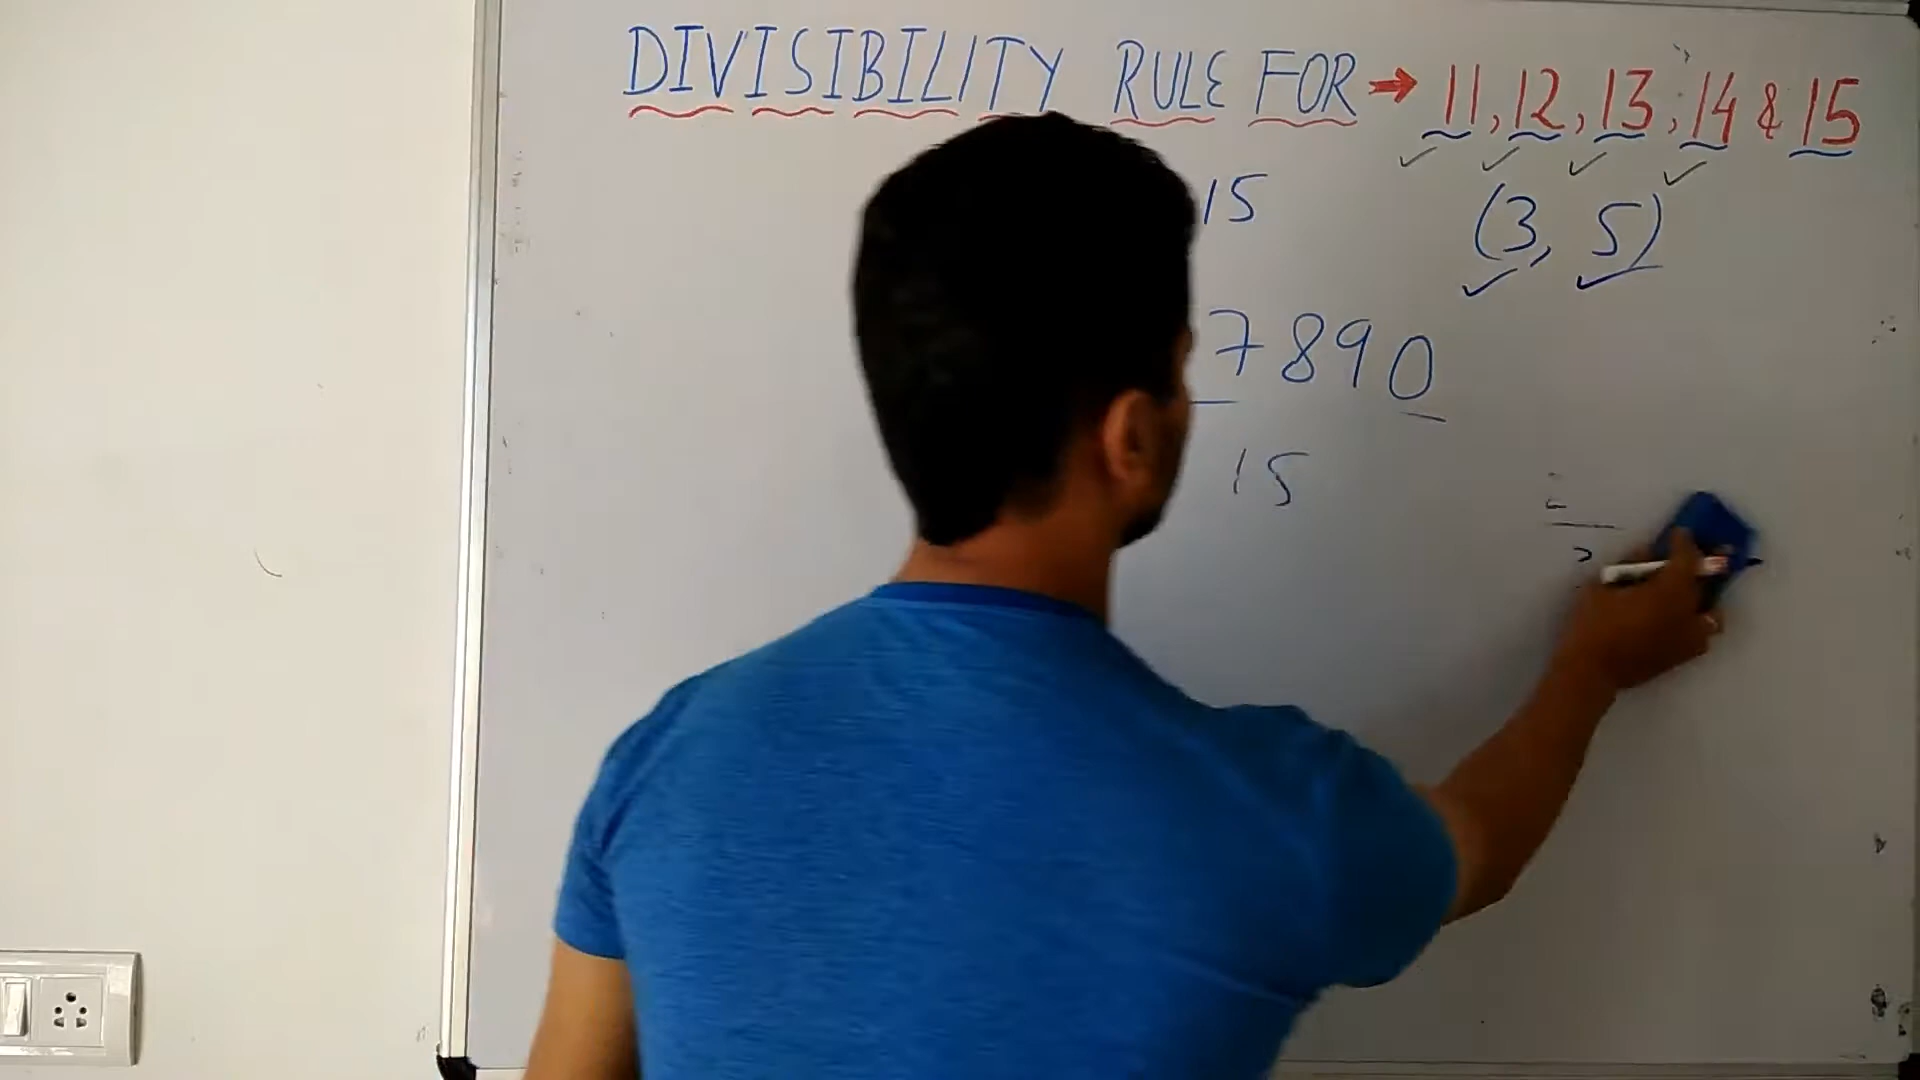 DIVISIBILITY RULE FOR → 11, 12, 13, 14 & 15
15 (3, 5)
7890
15